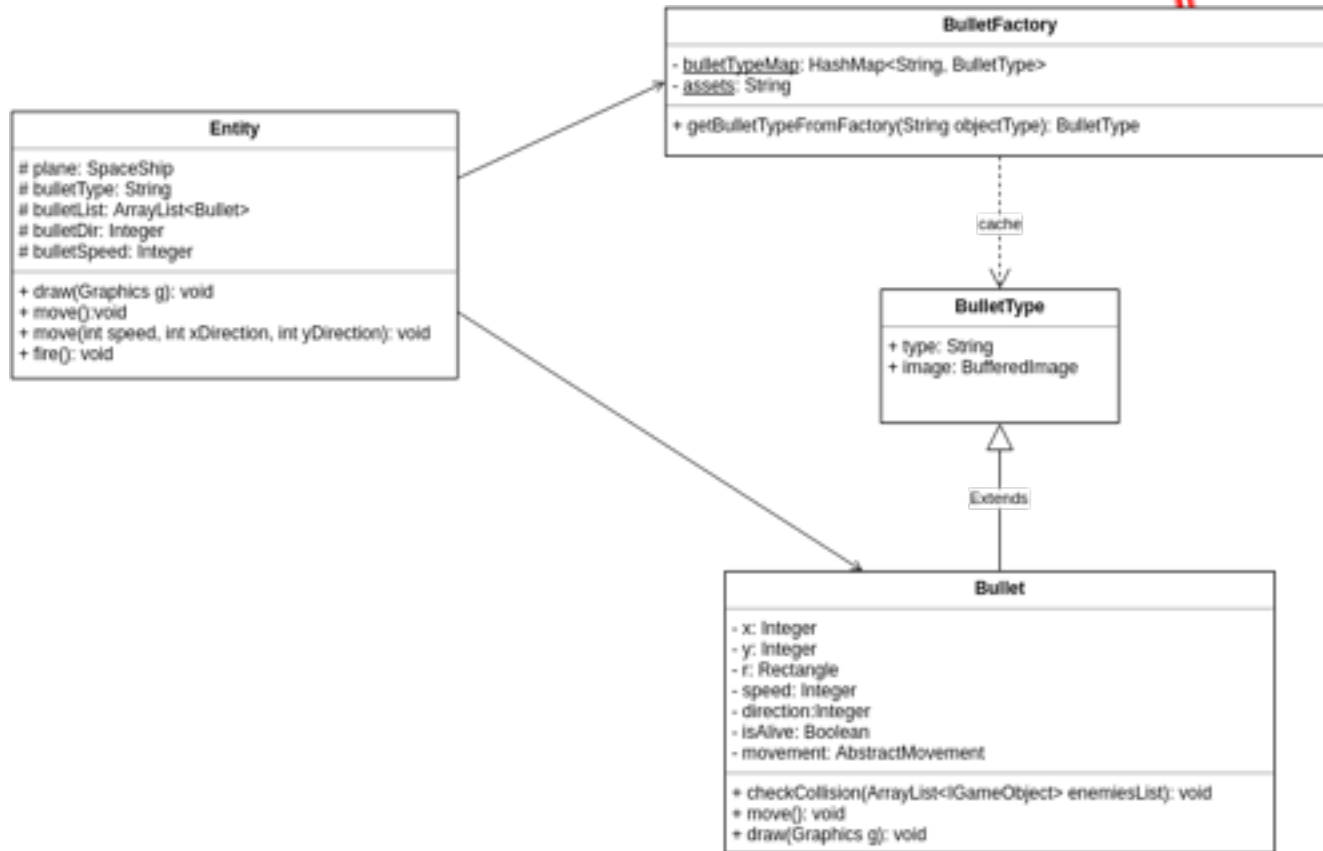 BulletFactory
- bulletTypeMap: HashMap<String, BulletType>
- assets: String
+ getBulletTypeFromFactory(String objectType): BulletType
Entity
# plane: SpaceShip
# bulletType: String
# bulletList: ArrayList<Bullet>
# bulletDir: Integer
# bulletSpeed: Integer
+ draw(Graphics g): void
+ move():void
+ move(int speed, int xDirection, int yDirection): void
+ fire(): void
cache
BulletType
+ type: String
+ image: BufferedImage
Extends
Bullet
- x: Integer
- y: Integer
- r: Rectangle
- speed: Integer
- direction:Integer
- isAlive: Boolean
- movement: AbstractMovement
+ checkCollision(ArrayList<IGameObject> enemiesList): void
+ move(): void
+ draw(Graphics g): void